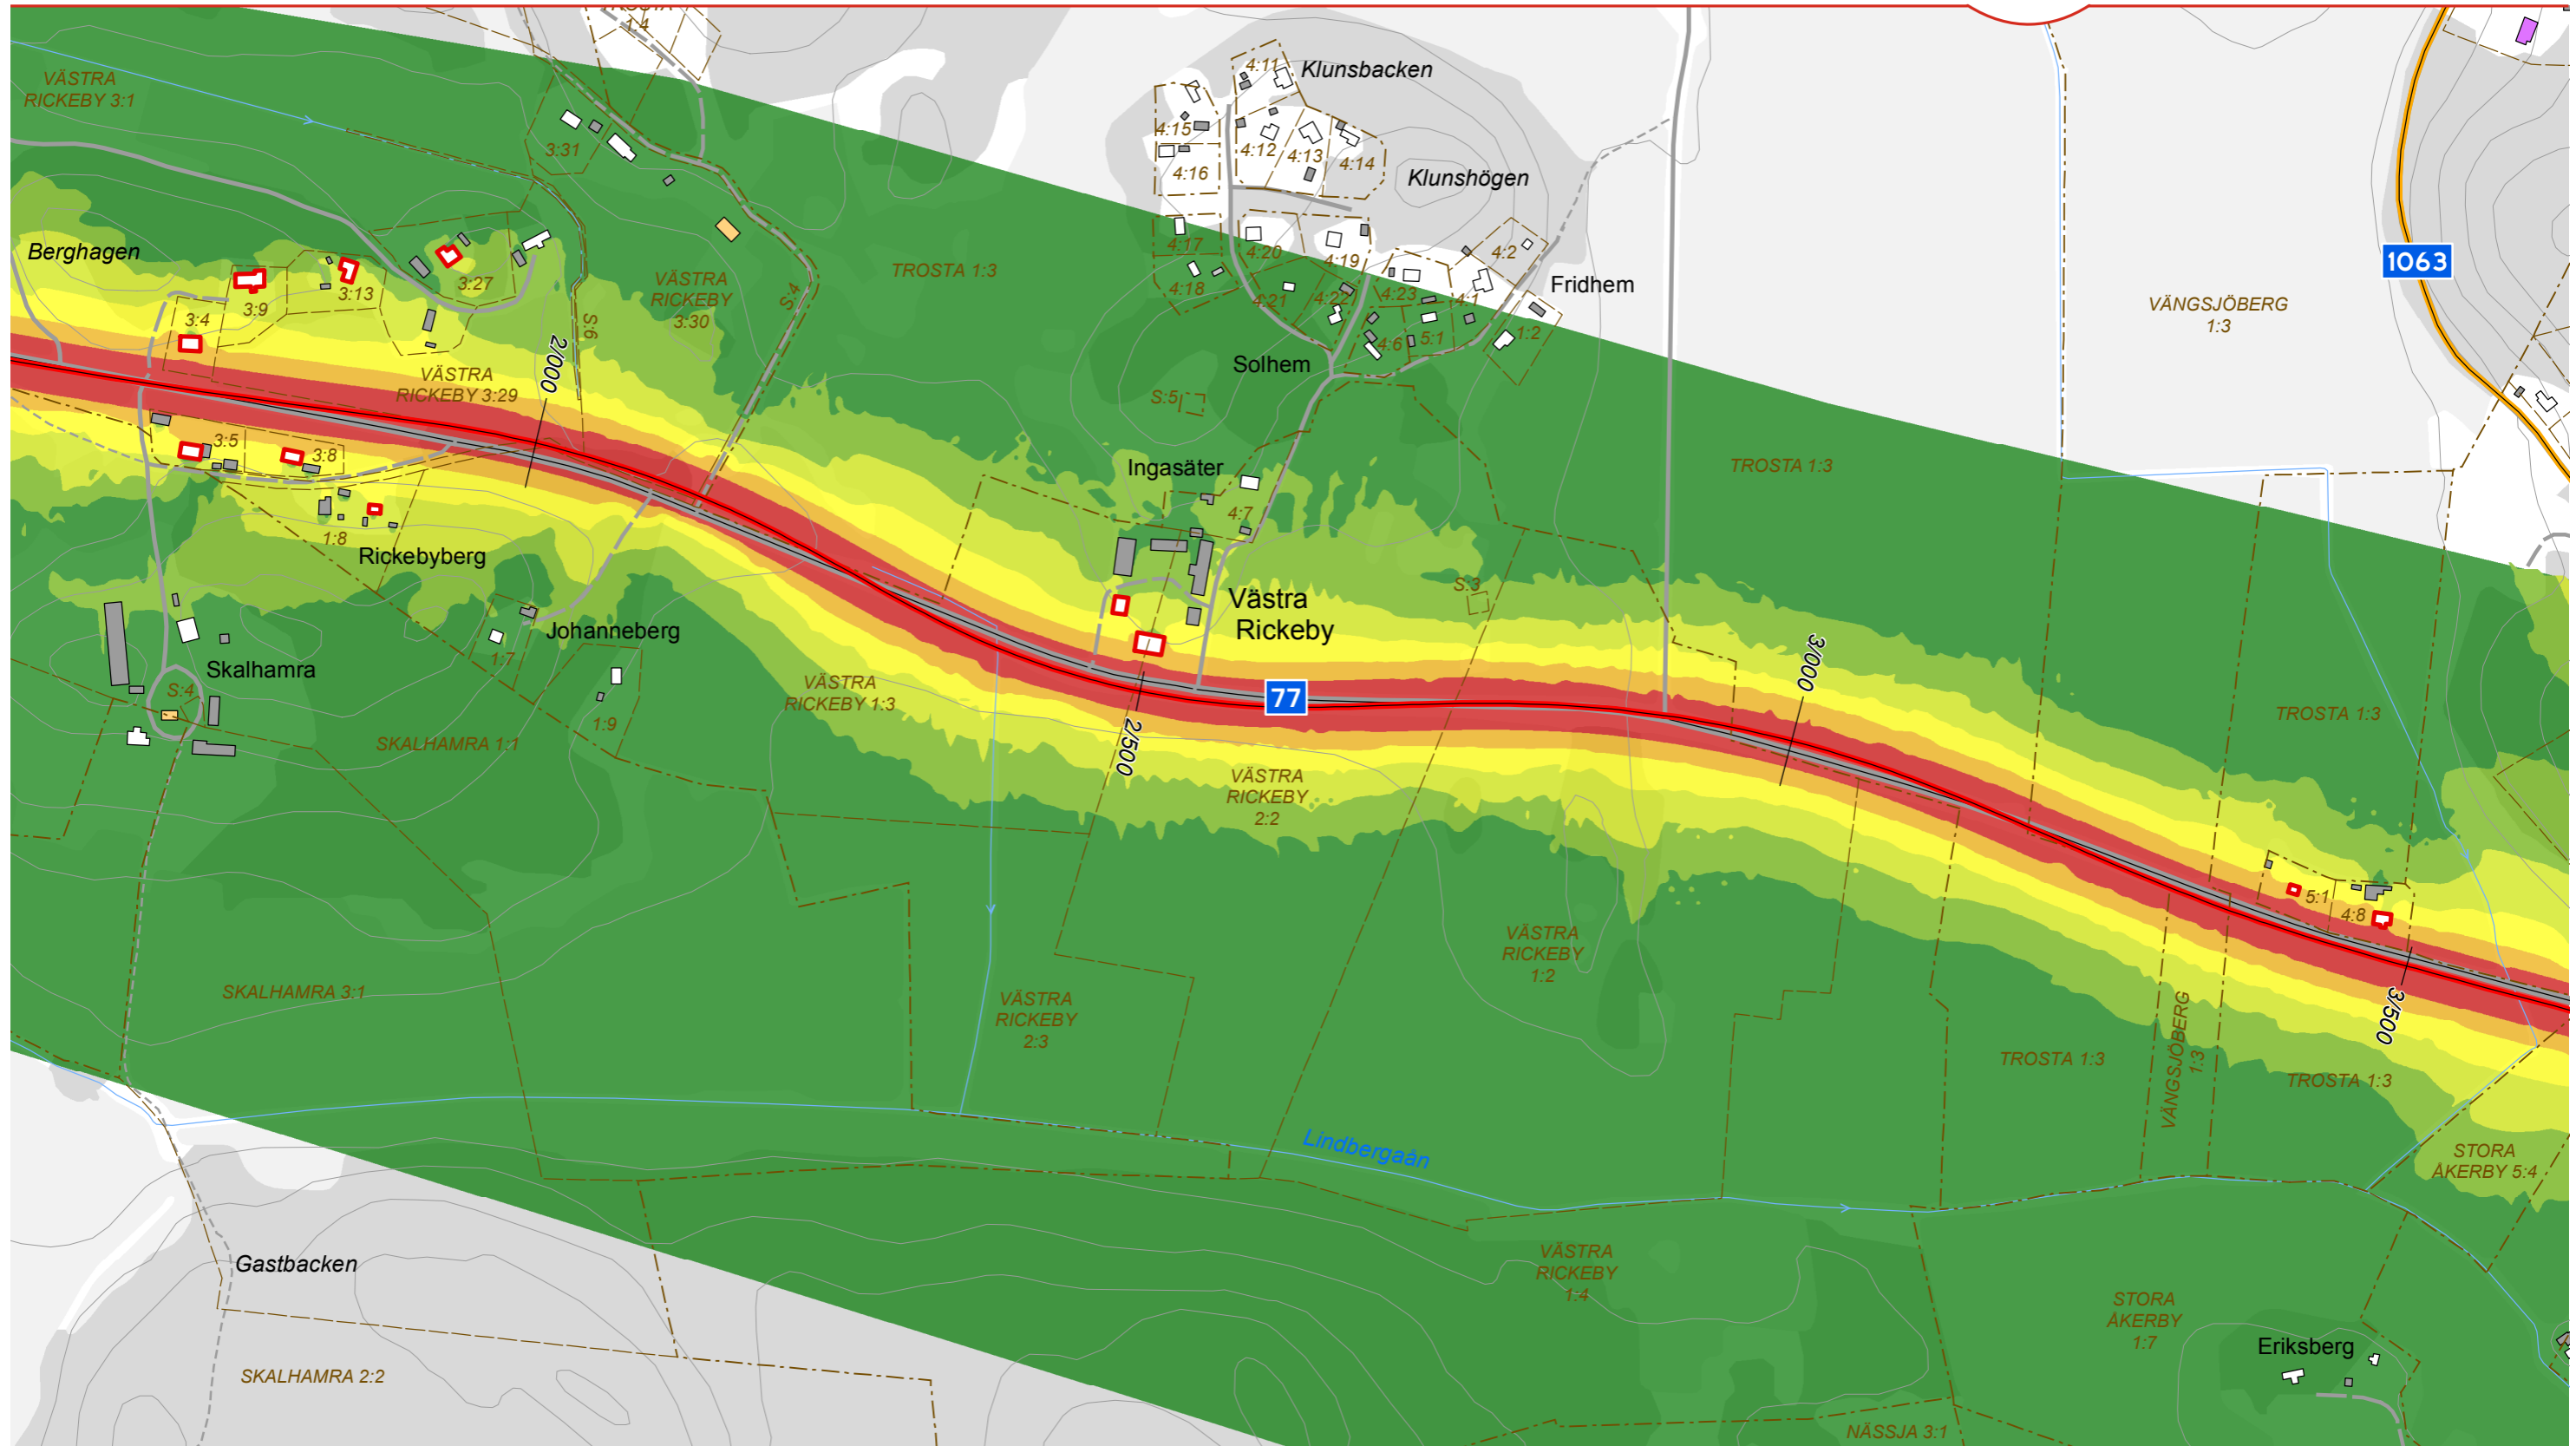 1:4
VÄSTRA
RICKEBY 3:1
3:31
4:11
Klunsbacken
4:15
4:12
4:13
4:14
4:16
Klunshögen
Berghagen
3:9
3:13
3:27
3:4
VÄSTRA
RICKEBY
3:30
S:4
S:6
TROSTA 1:3
4:17
4:18
4:20
4:19
4:21
4:22
4:23
4:2
4:1
4:6
5:1
1:2
Fridhem
1063
VÄNGSJÖBERG
1:3
2/000
VÄSTRA
RICKEBY 3:29
Solhem
S:5
3:5
3:8
Ingasäter
4:7
TROSTA 1:3
1:8
Rickebyberg
Västra
Rickeby
S:3
Johanneberg
1:7
Skalhamra
S:4
1:9
SKALHAMRA 1:1
VÄSTRA
RICKEBY 1:3
77
2/500
3/000
TROSTA 1:3
VÄSTRA
RICKEBY
2:2
5:1
4:8
VÄSTRA
RICKEBY
1:2
SKALHAMRA 3:1
VÄSTRA
RICKEBY
2:3
3/500
TROSTA 1:3
VÄNGSJÖBERG
1:3
TROSTA 1:3
Lindbergaån
STORA
ÅKERBY 5:4
Gastbacken
VÄSTRA
RICKEBY
1:4
STORA
ÅKERBY
1:7
Eriksberg
SKALHAMRA 2:2
NÄSSJA 3:1